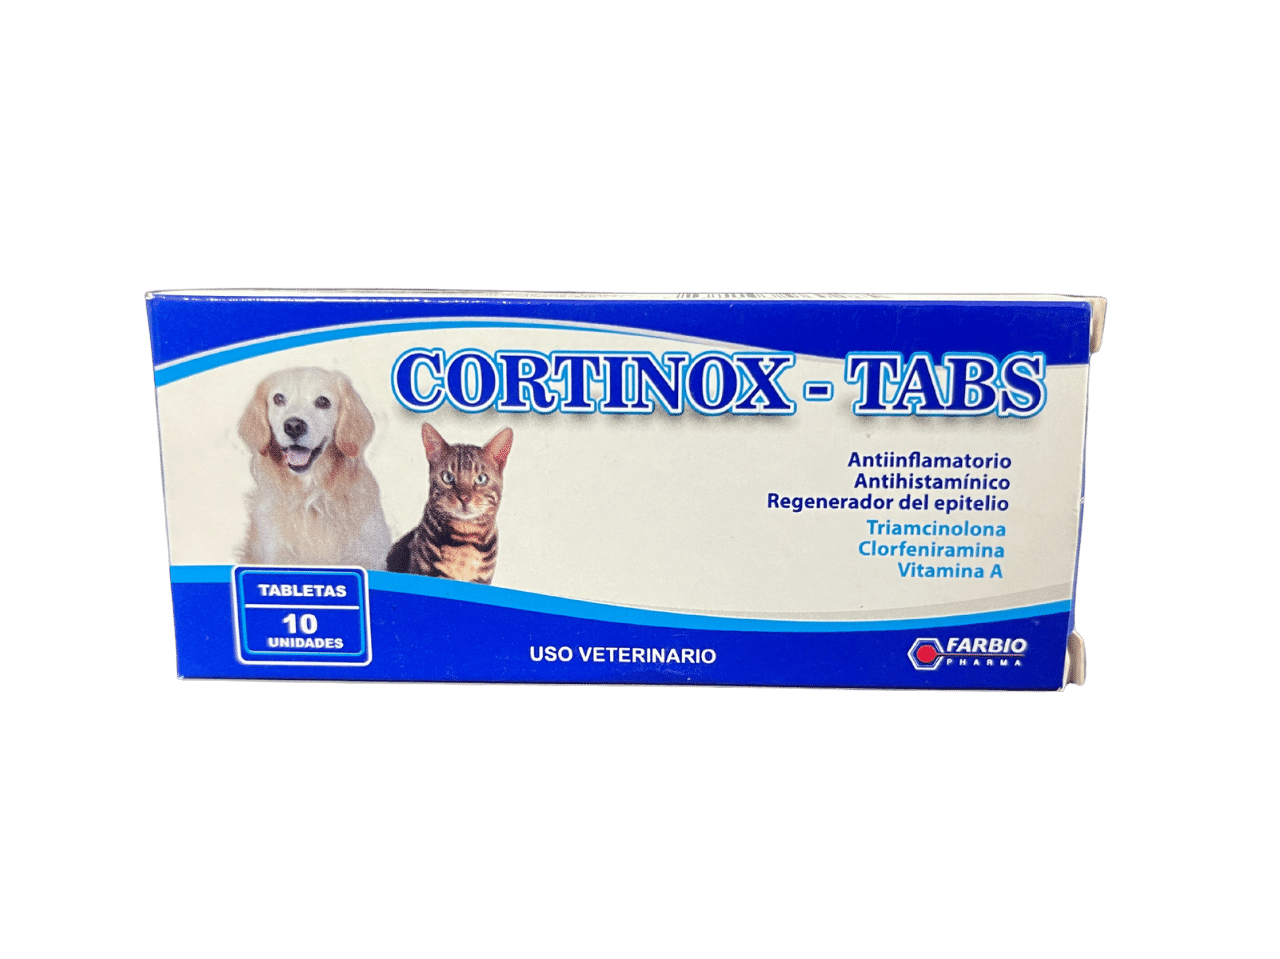 CORTINOX - TABS
Antiinflamatorio
Antihistamínico
Regenerador del epitelio
Triamcinolona
Clorfeniramina
Vitamina A
TABLETAS
10
UNIDADES
USO VETERINARIO
FARBIO
PHARMA